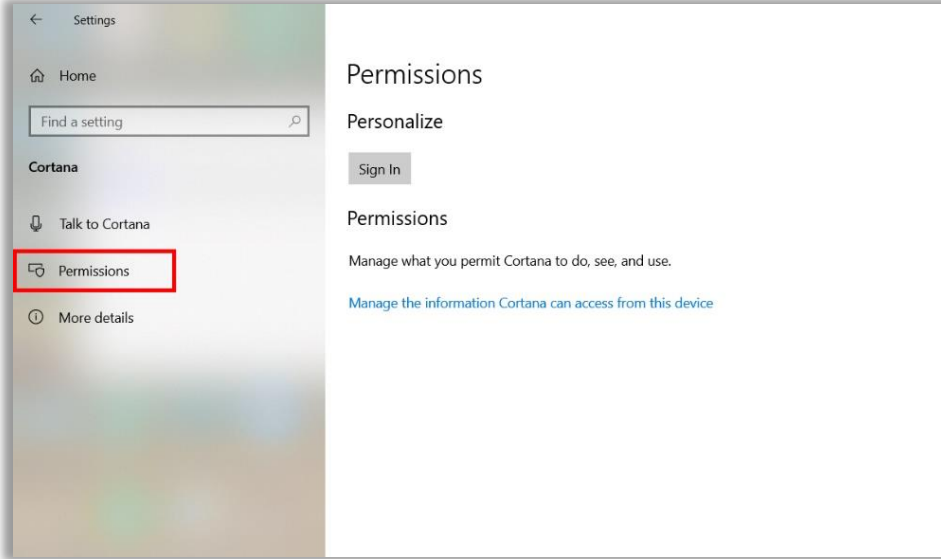 Settings
Home
Find a setting
Cortana
Talk to Cortana
Permissions
More details
Permissions
Personalize
Sign In
Permissions
Manage what you permit Cortana to do, see, and use.
Manage the information Cortana can access from this device